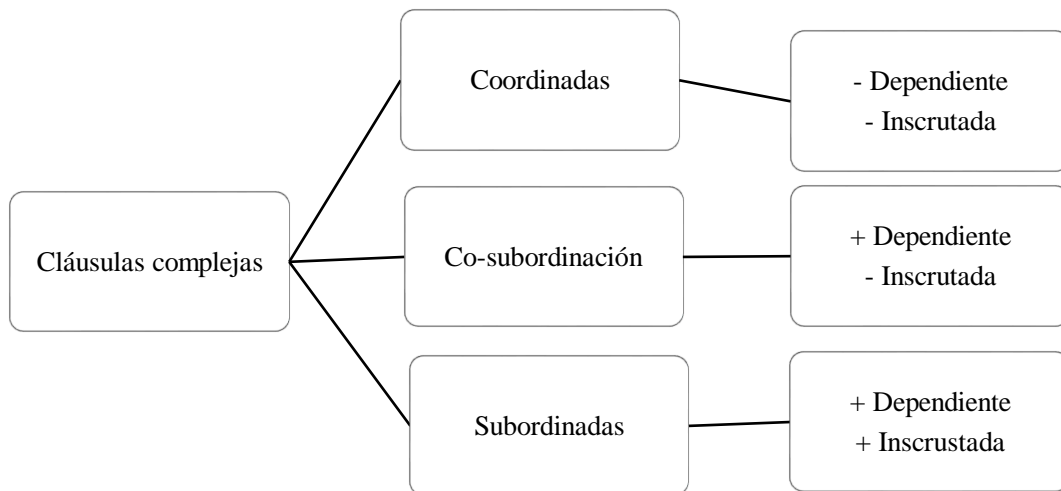 Cláusulas complejas
Coordinadas
- Dependiente
- Inscrutada
Co-subordinación
+ Dependiente
- Inscrutada
Subordinadas
+ Dependiente
+ Inscrustada